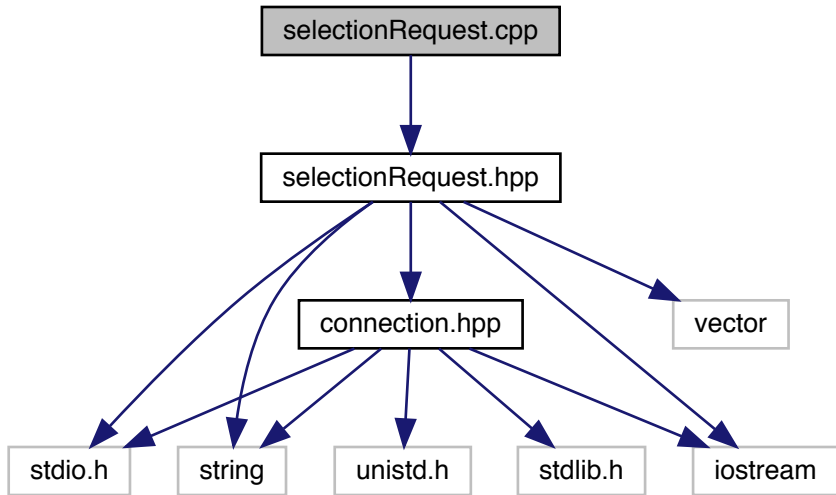 selectionRequest.cpp
selectionRequest.hpp
connection.hpp
vector
stdio.h
string
unistd.h
stdlib.h
iostream